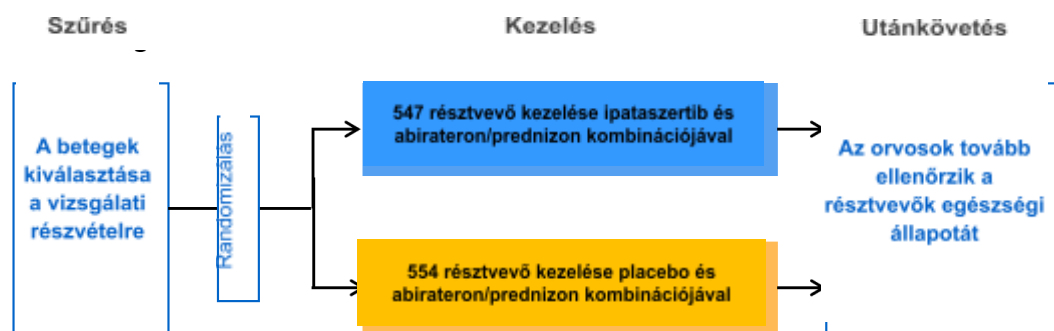 Szűrés
Kezelés
Utánkövetés
A betegek
kiválasztása
a vizsgálati
részvételre
Randomizálás
547 résztvevő kezelése ipataszertib és
abirateron/prednizon kombinációjával
554 résztvevő kezelése placebo és
abirateron/prednizon kombinációjával
Az orvosok tovább
ellenőrzik a
résztvevők egészségi
állapotát